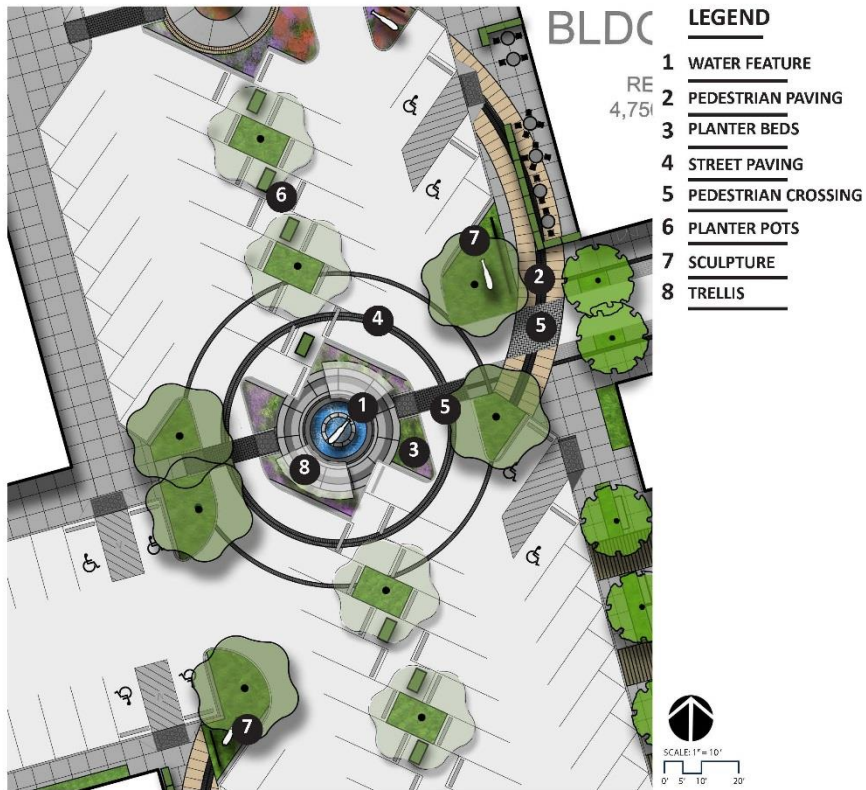 BLDG
RE
4,750
LEGEND
1 WATER FEATURE
2 PEDESTRIAN PAVING
3 PLANTER BEDS
4 STREET PAVING
5 PEDESTRIAN CROSSING
6 PLANTER POTS
7 SCULPTURE
8 TRELLIS
6
7
2
4
5
1
5
3
8
7
SCALE: 1" = 10'
0' 5' 10' 20'